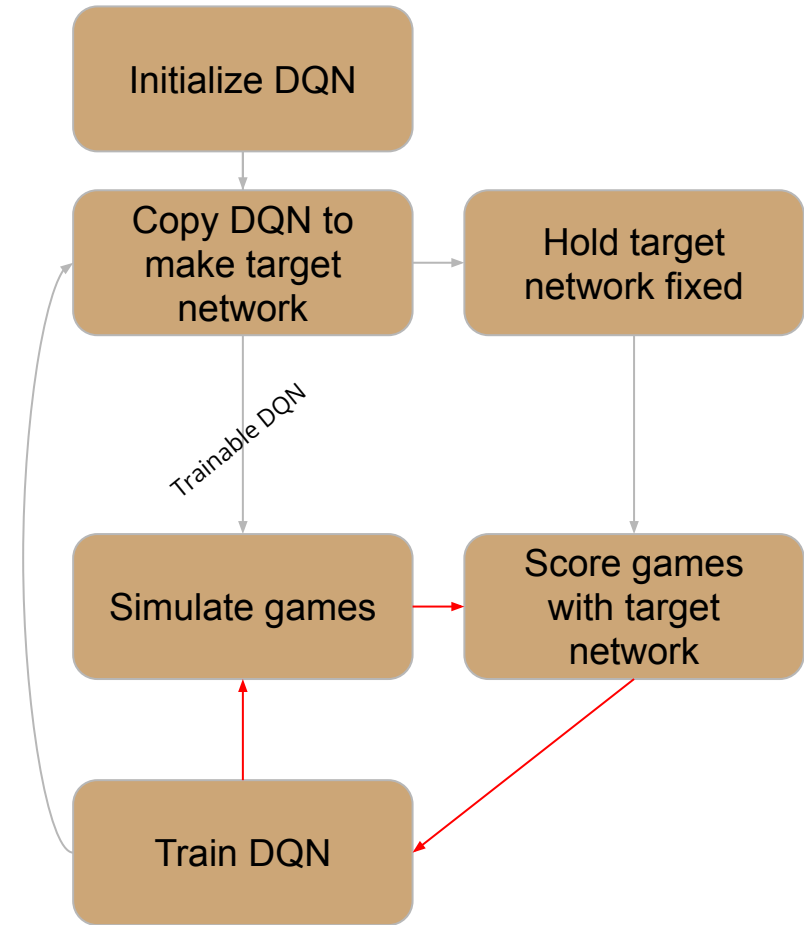 Initialize DQN
Copy DQN to
make target
network
Hold target
network fixed
Trainable DQN
Simulate games
Score games
with target
network
Train DQN